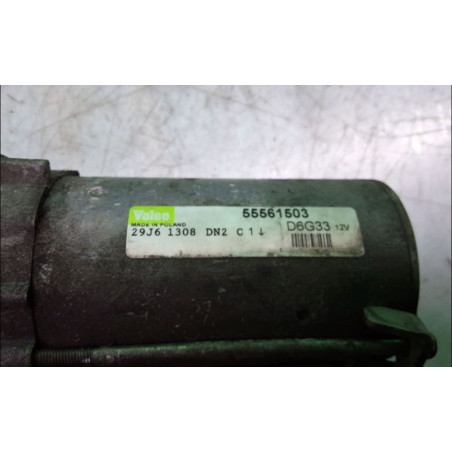 Valeo
MADE IN POLAND
55561503
29J6 1308 DN2 C1↓
D6G33 12V